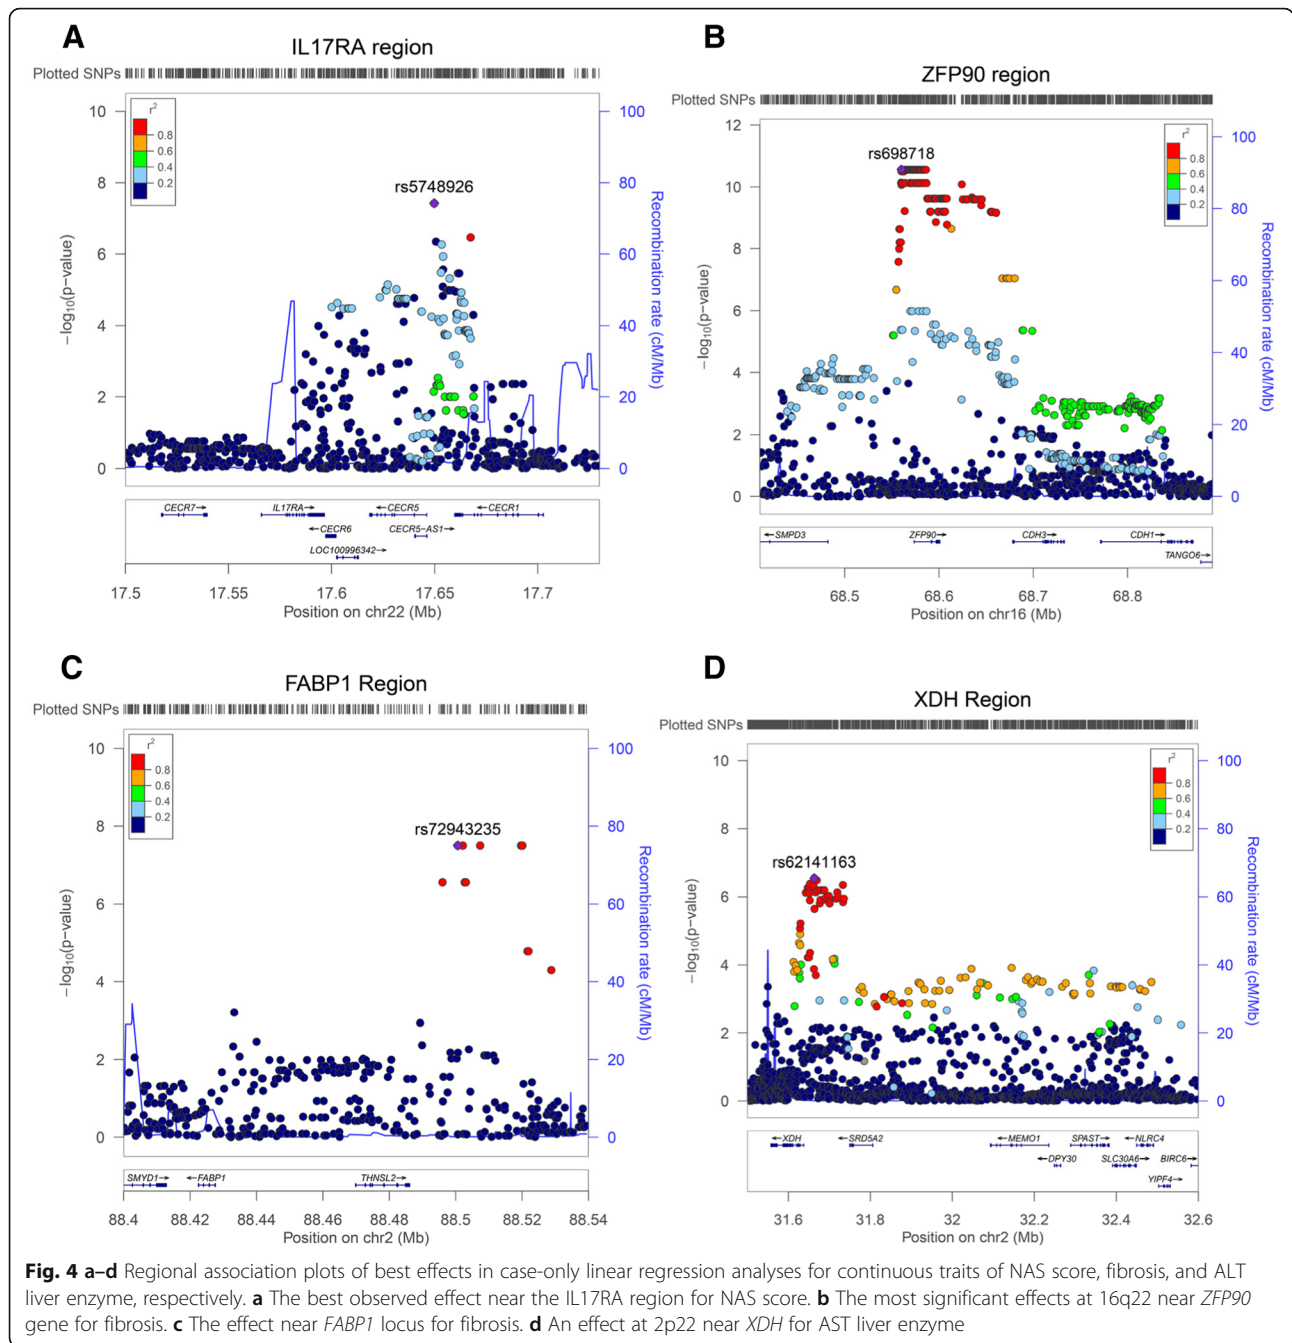 A
IL17RA region
Plotted SNPs
10
8
6
4
2
0
−log10(p−value)
r2
0.8
0.6
0.4
0.2
rs5748926
100
80
60
40
20
0
Recombination rate (cM/Mb)
CECR7→
IL17RA→
←CECR5
←CECR1
←CECR6
CECR5-AS1→
LOC100996342→
17.5
17.55
17.6
17.65
17.7
Position on chr22 (Mb)
B
ZFP90 region
Plotted SNPs
12
10
8
6
4
2
0
−log10(p−value)
rs698718
r2
0.8
0.6
0.4
0.2
100
80
60
40
20
0
Recombination rate (cM/Mb)
←SMPD3
ZFP90→
CDH3→
CDH1→
TANGO6→
68.5
68.6
68.7
68.8
Position on chr16 (Mb)
C
FABP1 Region
Plotted SNPs
10
8
6
4
2
0
−log10(p−value)
r2
0.8
0.6
0.4
0.2
rs72943235
100
80
60
40
20
0
Recombination rate (cM/Mb)
SMYD1→
←FABP1
THNSL2→
88.4
88.42
88.44
88.46
88.48
88.5
88.52
88.54
Position on chr2 (Mb)
D
XDH Region
Plotted SNPs
10
8
6
4
2
0
−log10(p−value)
rs62141163
r2
0.8
0.6
0.4
0.2
100
80
60
40
20
0
Recombination rate (cM/Mb)
←XDH
←SRD5A2
←MEMO1
SPAST→
←NLRC4
←DPY30
SLC30A6→
BIRC6→
YIPF4→
31.6
31.8
32
32.2
32.4
32.6
Position on chr2 (Mb)
Fig. 4 a–d Regional association plots of best effects in case-only linear regression analyses for continuous traits of NAS score, fibrosis, and ALT
liver enzyme, respectively. a The best observed effect near the IL17RA region for NAS score. b The most significant effects at 16q22 near ZFP90
gene for fibrosis. c The effect near FABP1 locus for fibrosis. d An effect at 2p22 near XDH for AST liver enzyme